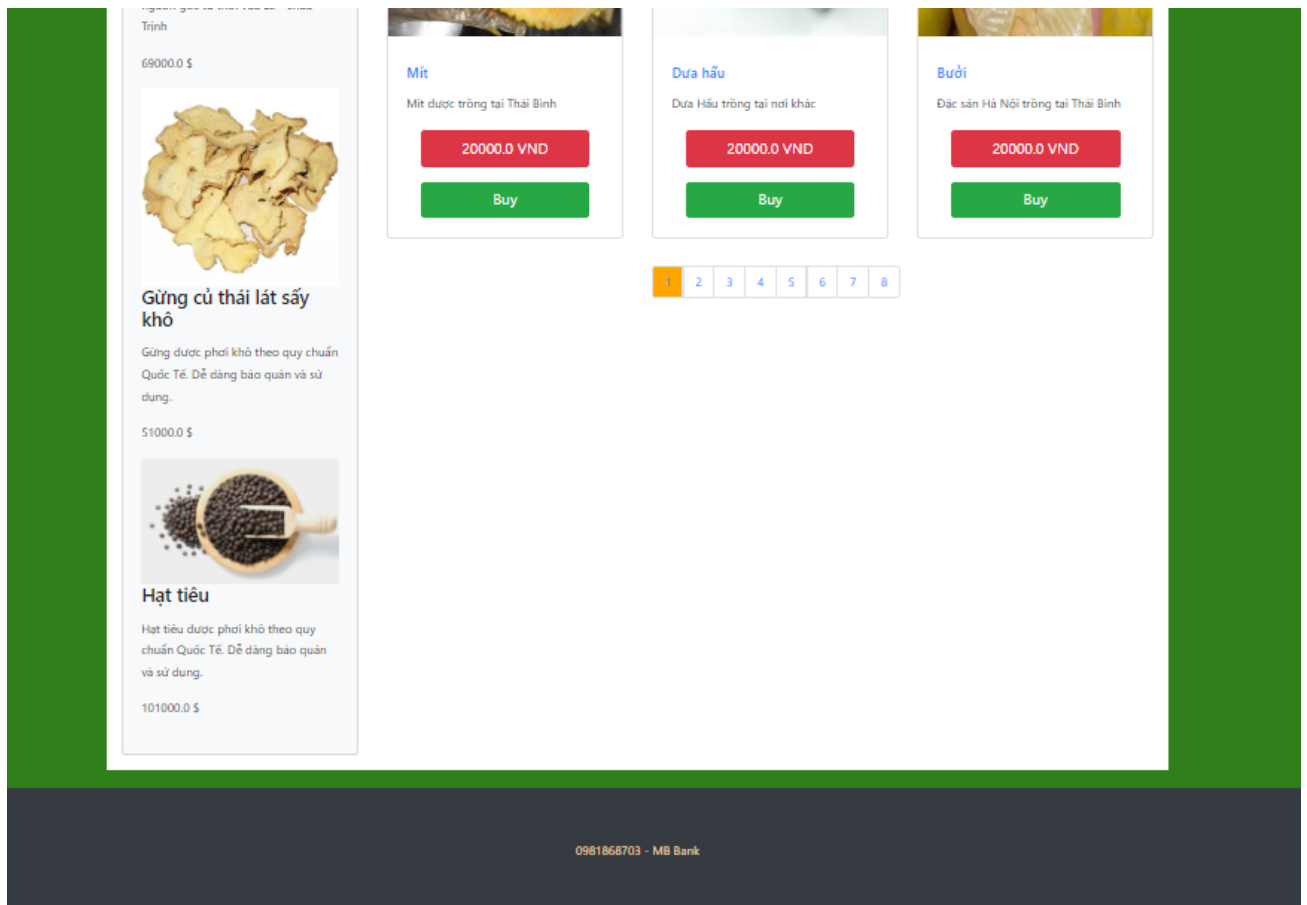 Trịnh
69000.0 $
Gừng củ thái lát sấy
khô
Gừng được phơi khô theo quy chuẩn
Quốc Tế. Dễ dàng bảo quản và sử
dụng.
51000.0 $
Hạt tiêu
Hạt tiêu được phơi khô theo quy
chuẩn Quốc Tế. Dễ dàng bảo quản
và sử dụng.
101000.0 $
Mít
Mít được trồng tại Thái Bình
20000.0 VND
Buy
Dưa hấu
Dưa Hấu trồng tại nơi khác
20000.0 VND
Buy
Bưởi
Đặc sản Hà Nội trồng tại Thái Bình
20000.0 VND
Buy
1 2 3 4 5 6 7 8
0981868703 - MB Bank